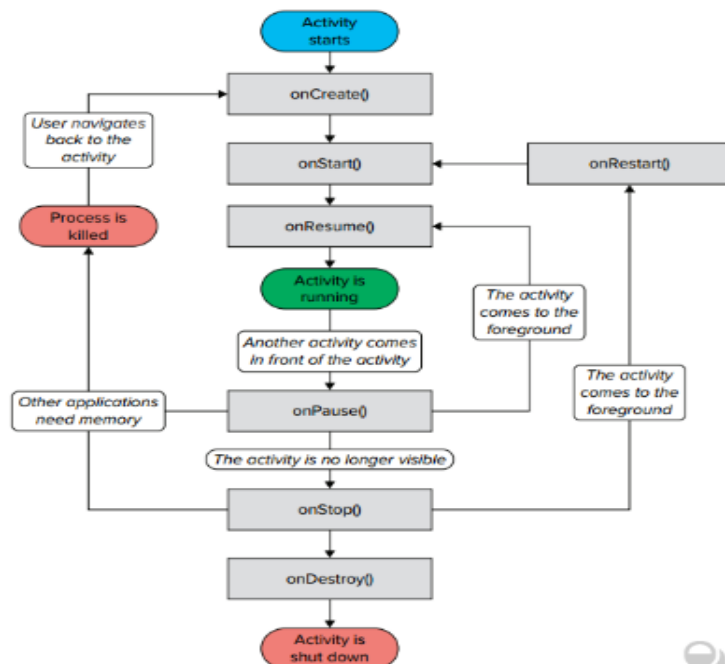 Activity
starts
onCreate()
User navigates
back to the
activity
onStart()
onRestart()
Process is
killed
onResume()
Activity is
running
The activity
comes to the
foreground
Another activity comes
in front of the activity
The activity
comes to the
foreground
Other applications
need memory
onPause()
The activity is no longer visible
onStop()
onDestroy()
Activity is
shut down